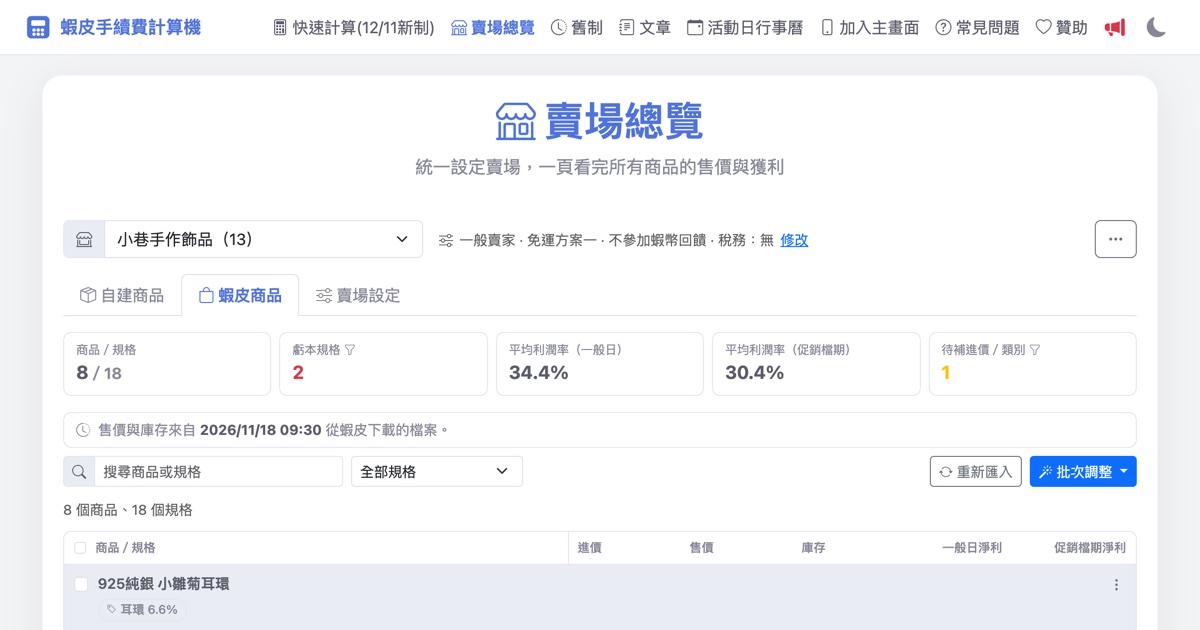 蝦皮手續費計算機
快速計算(12/11新制) 賣場總覽 舊制 文章 活動日行事曆 加入主畫面 常見問題 贊助
賣場總覽
統一設定賣場，一頁看完所有商品的售價與獲利
小巷手作飾品（13） 一般賣家 · 免運方案一 · 不參加蝦幣回饋 · 稅務：無 修改
自建商品 蝦皮商品 賣場設定
商品 / 規格
8 / 18
虧本規格
2
平均利潤率（一般日）
34.4%
平均利潤率（促銷檔期）
30.4%
待補進價 / 類別
1
售價與庫存來自 2026/11/18 09:30 從蝦皮下載的檔案。
搜尋商品或規格 全部規格 重新匯入 批次調整
8 個商品、18 個規格
商品 / 規格 進價 售價 庫存 一般日淨利 促銷檔期淨利
925純銀 小雛菊耳環
耳環 6.6%